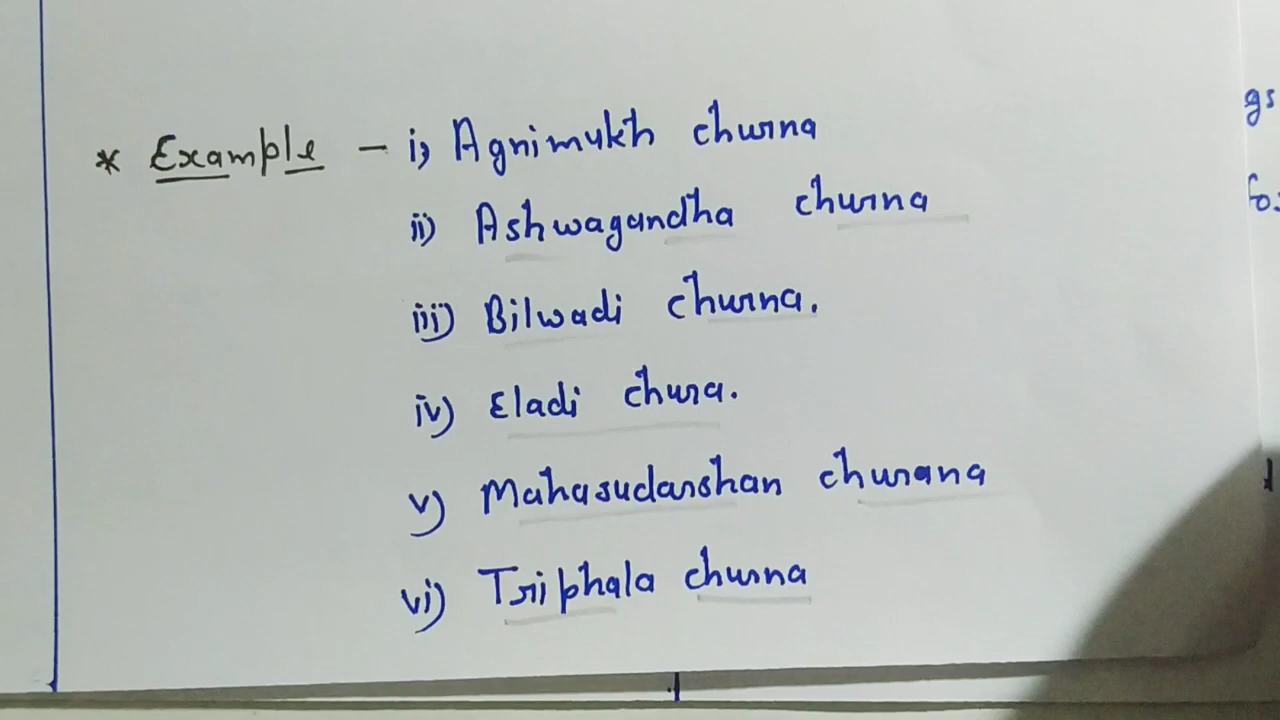 * Example - i) Agnimukh churna
ii) Ashwagandha churna
iii) Bilwadi churna.
iv) Eladi chura.
v) Mahasudarshan churana
vi) Triphala churna